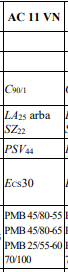 AC 11 VN
C90/1
LA25 arba
SZ22
PSV44
Ecs30
PMB 45/80-55
PMB 45/80-65
PMB 25/55-60
70/100